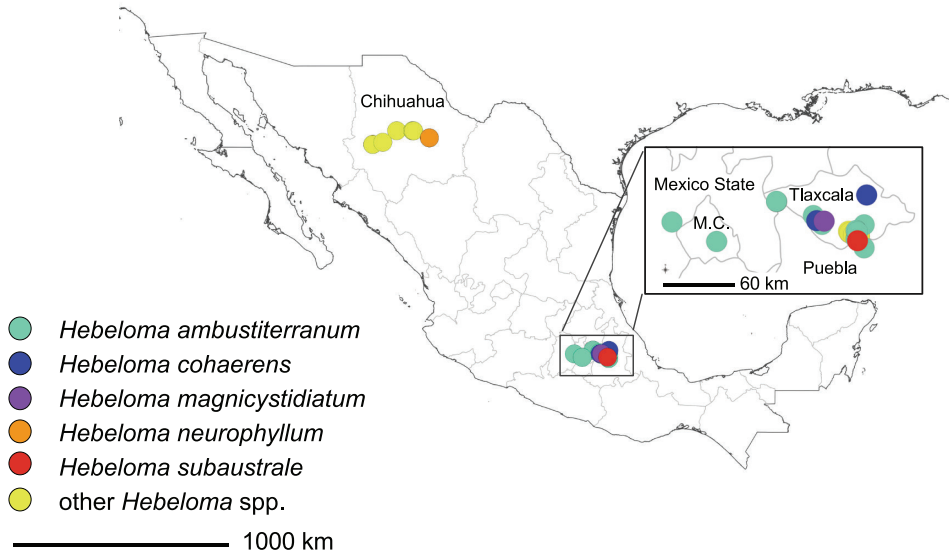 Chihuahua
Mexico State
Tlaxcala
M.C.
Puebla
60 km
Hebeloma ambustiterranum
Hebeloma cohaerens
Hebeloma magnicystidiatum
Hebeloma neurophyllum
Hebeloma subaustrale
other Hebeloma spp.
1000 km